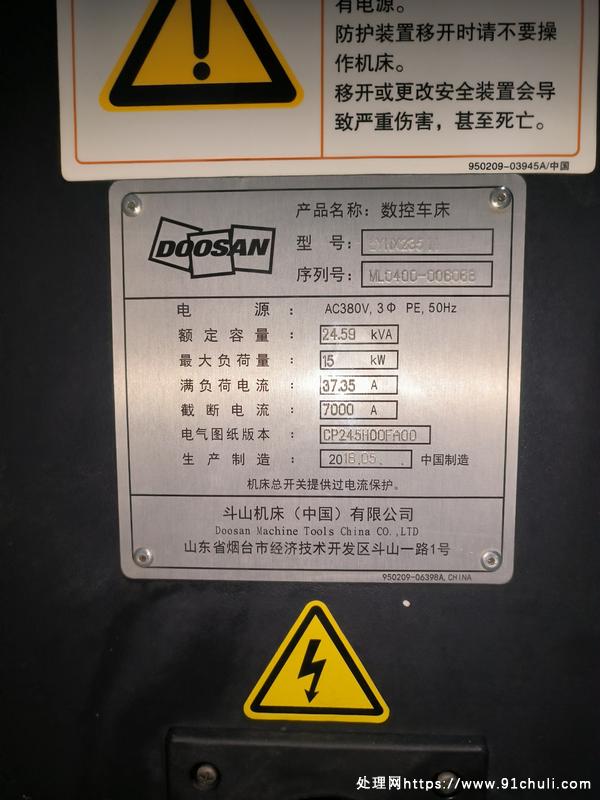 有电源。
防护装置移开时请不要操
作机床。
移开或更改安全装置会导
致严重伤害，甚至死亡。
950209-03945A/中国
DOOSAN
产品名称: 数控车床
型 号:
序列号: ML0400-006068
电 源 : AC380V, 3Φ PE, 50Hz
额定容量 : 24.59 kVA
最大负荷量 : 15 kW
满负荷电流 : 37.35 A
截断电流 : 7000 A
电气图纸版本 : CP245H00FA00
生产制造 : 2018.05. . 中国制造
机床总开关提供过电流保护。
斗山机床（中国）有限公司
Doosan Machine Tools China CO.,LTD
山东省烟台市经济技术开发区斗山一路1号
950209-06398A, CHINA
处理网https://www.91chuli.com